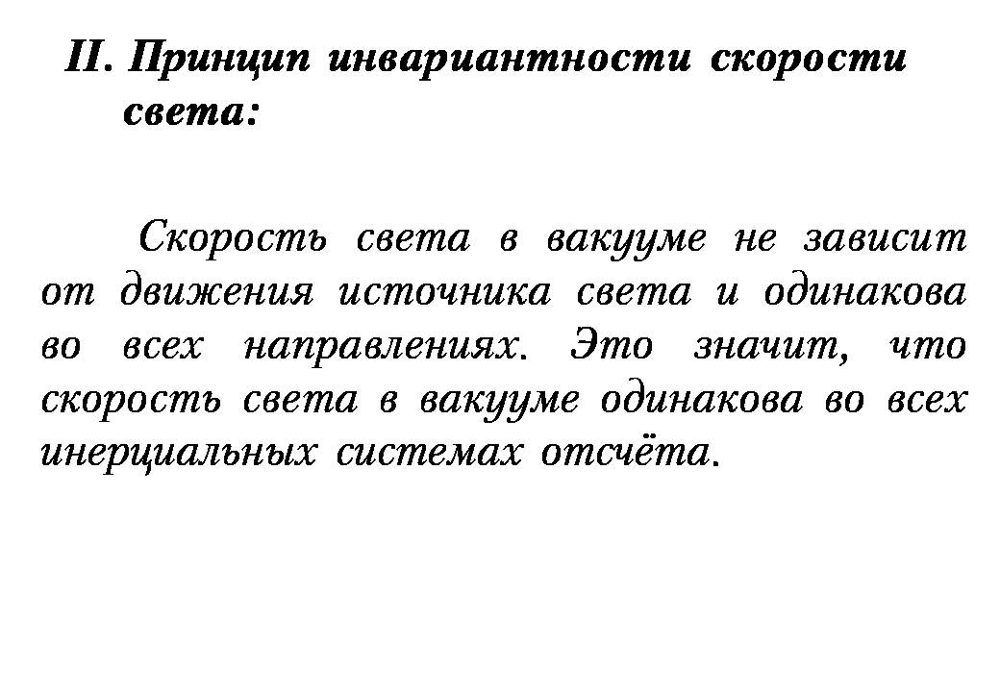 II. Принцип инвариантности скорости
света:
Скорость света в вакууме не зависит
от движения источника света и одинакова
во всех направлениях. Это значит, что
скорость света в вакууме одинакова во всех
инерциальных системах отсчёта.